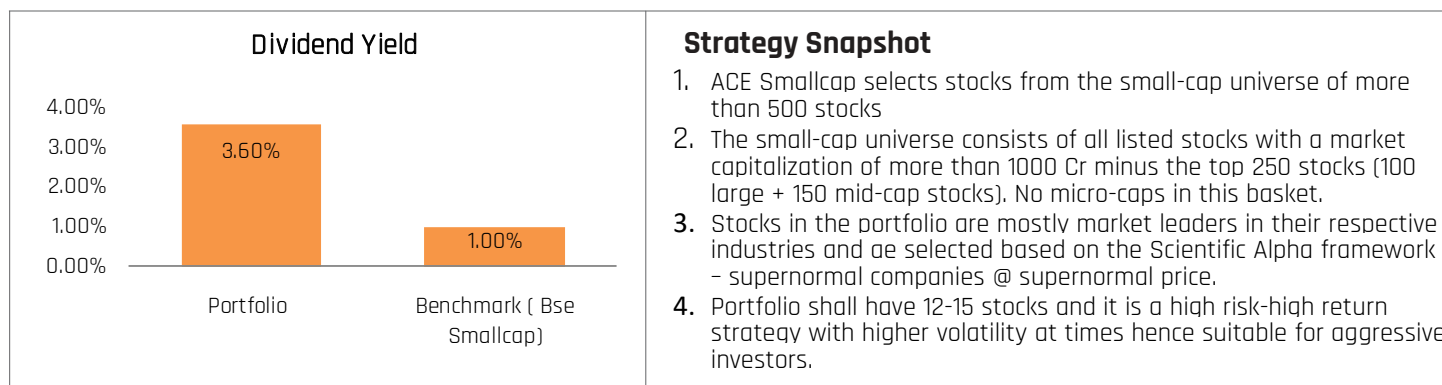 Dividend Yield
4.00%
3.00%
2.00%
1.00%
0.00%
3.60%
1.00%
Portfolio
Benchmark ( Bse
Smallcap)
Strategy Snapshot
1. ACE Smallcap selects stocks from the small-cap universe of more
than 500 stocks
2. The small-cap universe consists of all listed stocks with a market
capitalization of more than 1000 Cr minus the top 250 stocks (100
large + 150 mid-cap stocks). No micro-caps in this basket.
3. Stocks in the portfolio are mostly market leaders in their respective
industries and ae selected based on the Scientific Alpha framework
– supernormal companies @ supernormal price.
4. Portfolio shall have 12-15 stocks and it is a high risk-high return
strategy with higher volatility at times hence suitable for aggressive
investors.